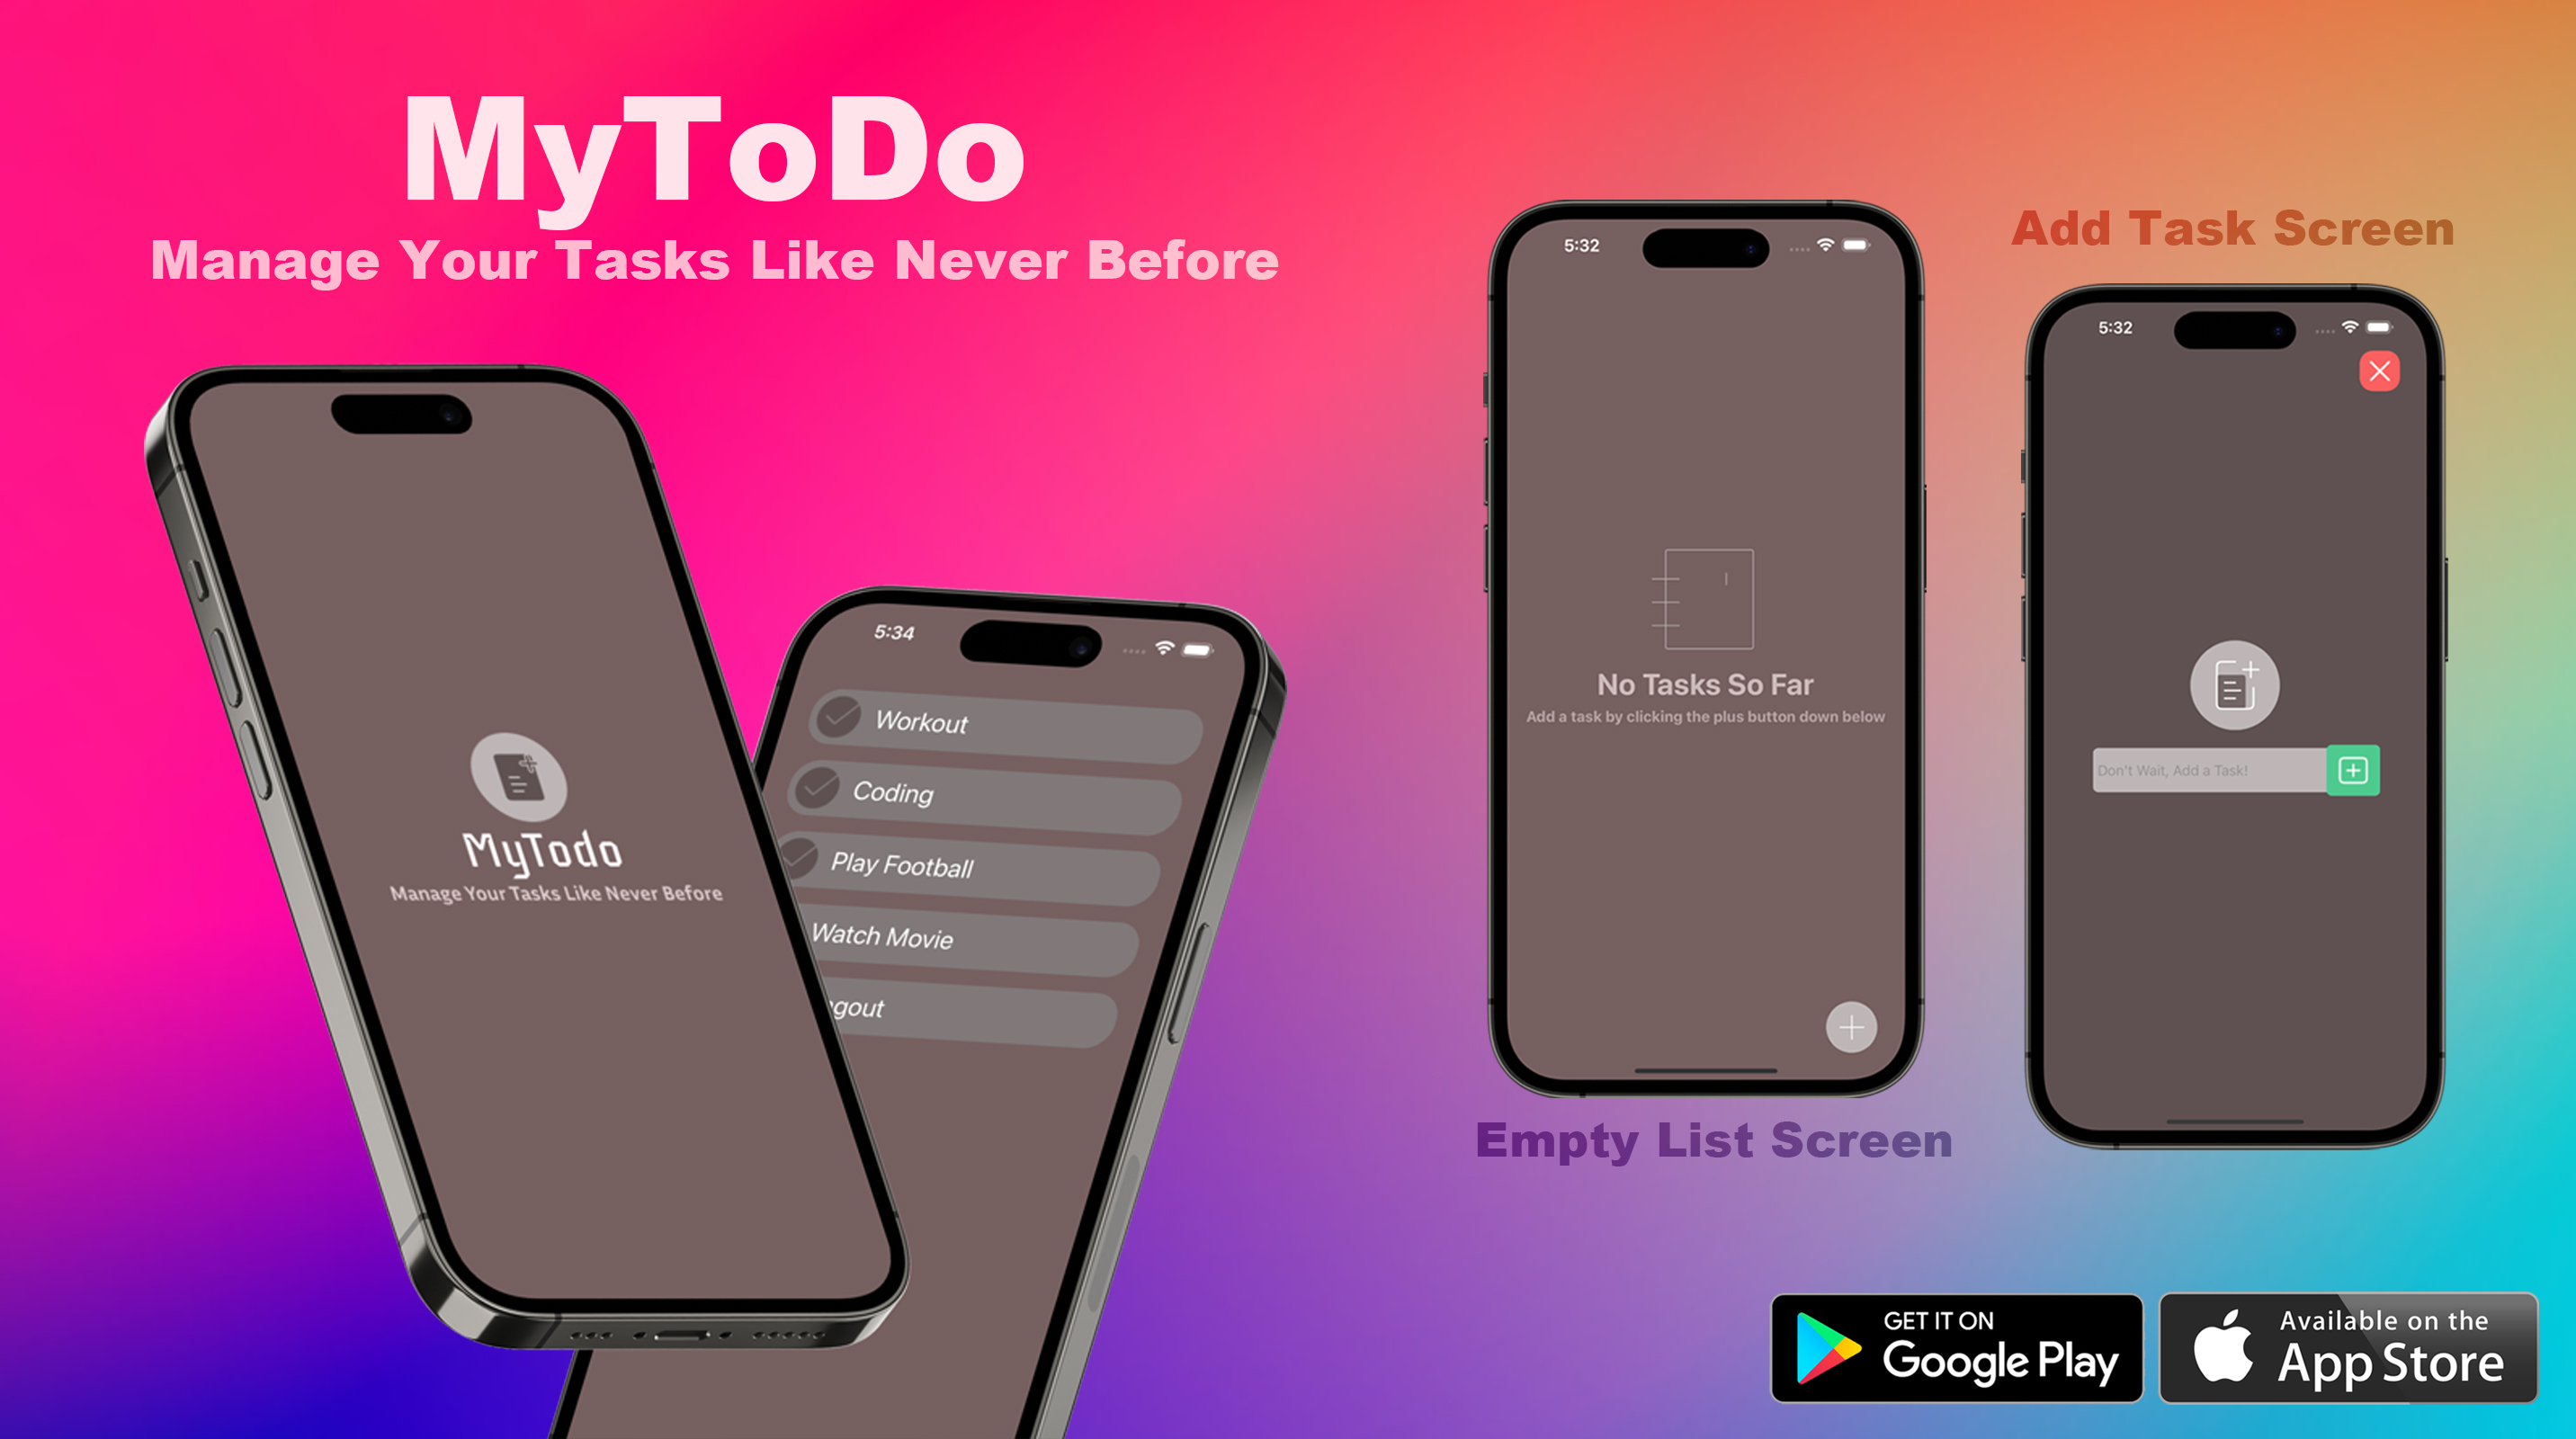 MyToDo
Manage Your Tasks Like Never Before
MyTodo
Manage Your Tasks Like Never Before
5:34
Workout
Coding
Play Football
Watch Movie
5:32
No Tasks So Far
Add a task by clicking the plus button down below
Empty List Screen
Add Task Screen
5:32
Don't Wait, Add a Task!
GET IT ON
Google Play
Available on the
App Store